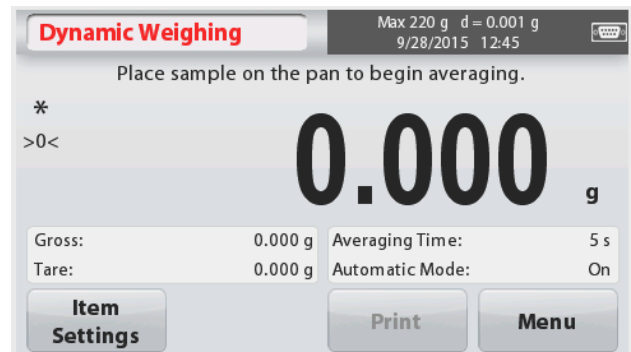 Dynamic Weighing
Max 220 g d = 0.001 g
9/28/2015 12:45
Place sample on the pan to begin averaging.
*
>0<
0.000 g
Gross: 0.000 g
Tare: 0.000 g
Averaging Time: 5 s
Automatic Mode: On
Item
Settings
Print
Menu